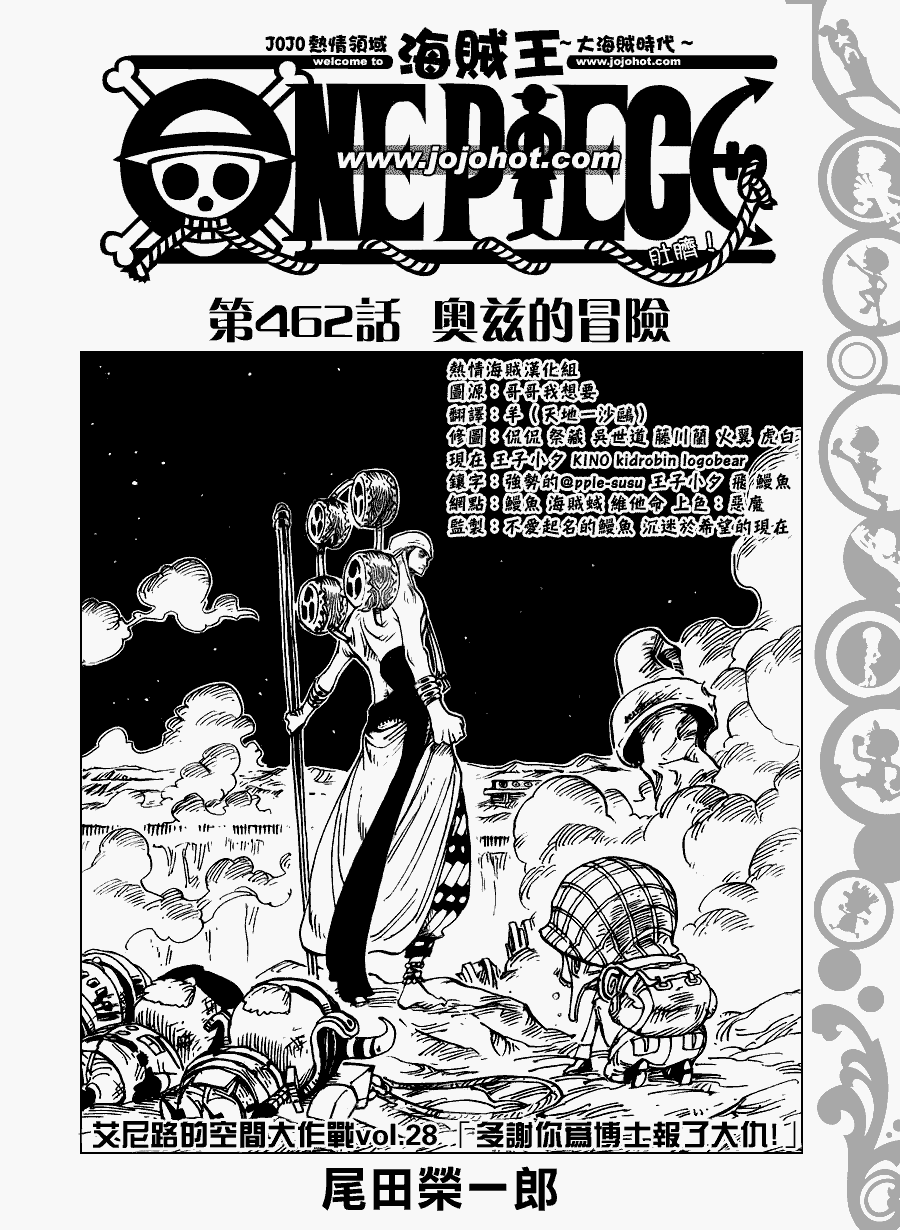 JOJO熱情領域 海賊王 ~大海賊時代~
welcome to www.jojohot.com
ONE PIECE
www.jojohot.com
肚臍!
第462話 奧茲的冒險
熱情海賊漢化組
圖源:哥哥我想要
翻譯:羊(天地一沙鷗)
修圖:侃侃 祭藏 吳世道 藤川蘭 火翼 虎白
現在 王子小夕 KINO kidrobin logobear
鑲字:強勢的@pple-susu 王子小夕 飛 鰻魚
網點:鰻魚 海賊蜮 維他命 上色:惡魔
監製:不愛起名的鰻魚 沉迷於希望的現在
艾尼路的空間大作戰vol.28 「多謝你爲博士報了大仇!」
尾田榮一郎